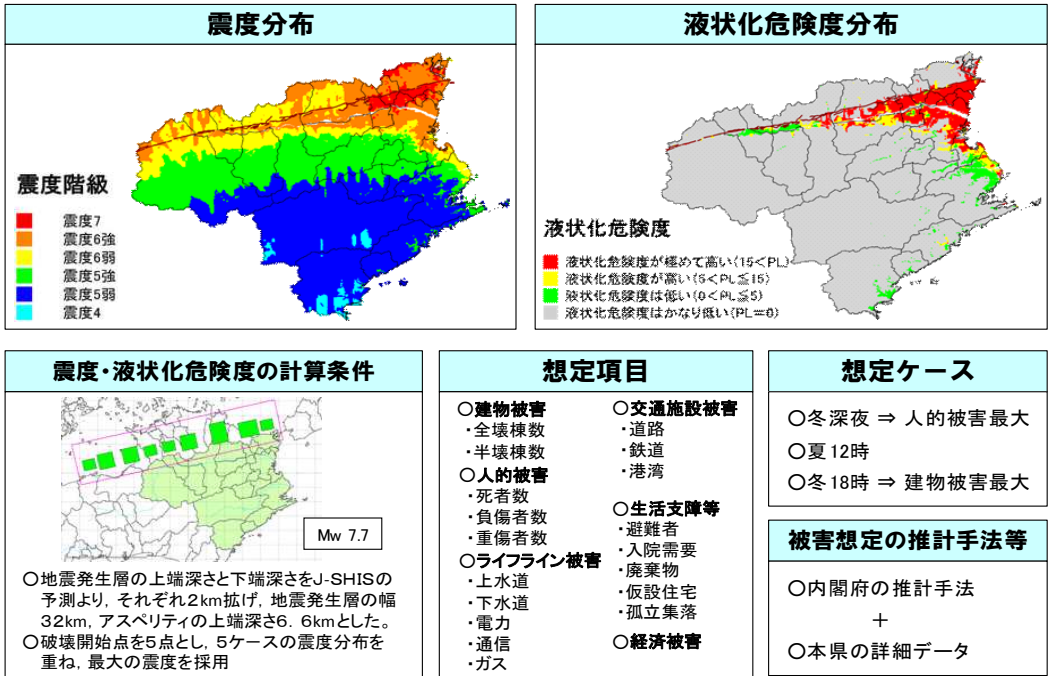 震度分布
震度階級
震度7
震度6強
震度6弱
震度5強
震度5弱
震度4
液状化危険度分布
液状化危険度
液状化危険度が極めて高い(15<PL)
液状化危険度が高い(5<PL≦15)
液状化危険度は低い(0<PL≦5)
液状化危険度はかなり低い(PL=0)
震度・液状化危険度の計算条件
Mw 7.7
○地震発生層の上端深さと下端深さをJ-SHISの
予測より，それぞれ2km拡げ，地震発生層の幅
32km，アスペリティの上端深さ6．6kmとした。
○破壊開始点を5点とし，5ケースの震度分布を
重ね，最大の震度を採用
想定項目
○建物被害
・全壊棟数
・半壊棟数
○人的被害
・死者数
・負傷者数
・重傷者数
○ライフライン被害
・上水道
・下水道
・電力
・通信
・ガス
○交通施設被害
・道路
・鉄道
・港湾
○生活支障等
・避難者
・入院需要
・廃棄物
・仮設住宅
・孤立集落
○経済被害
想定ケース
○冬深夜 ⇒ 人的被害最大
○夏12時
○冬18時 ⇒ 建物被害最大
被害想定の推計手法等
○内閣府の推計手法
+
○本県の詳細データ